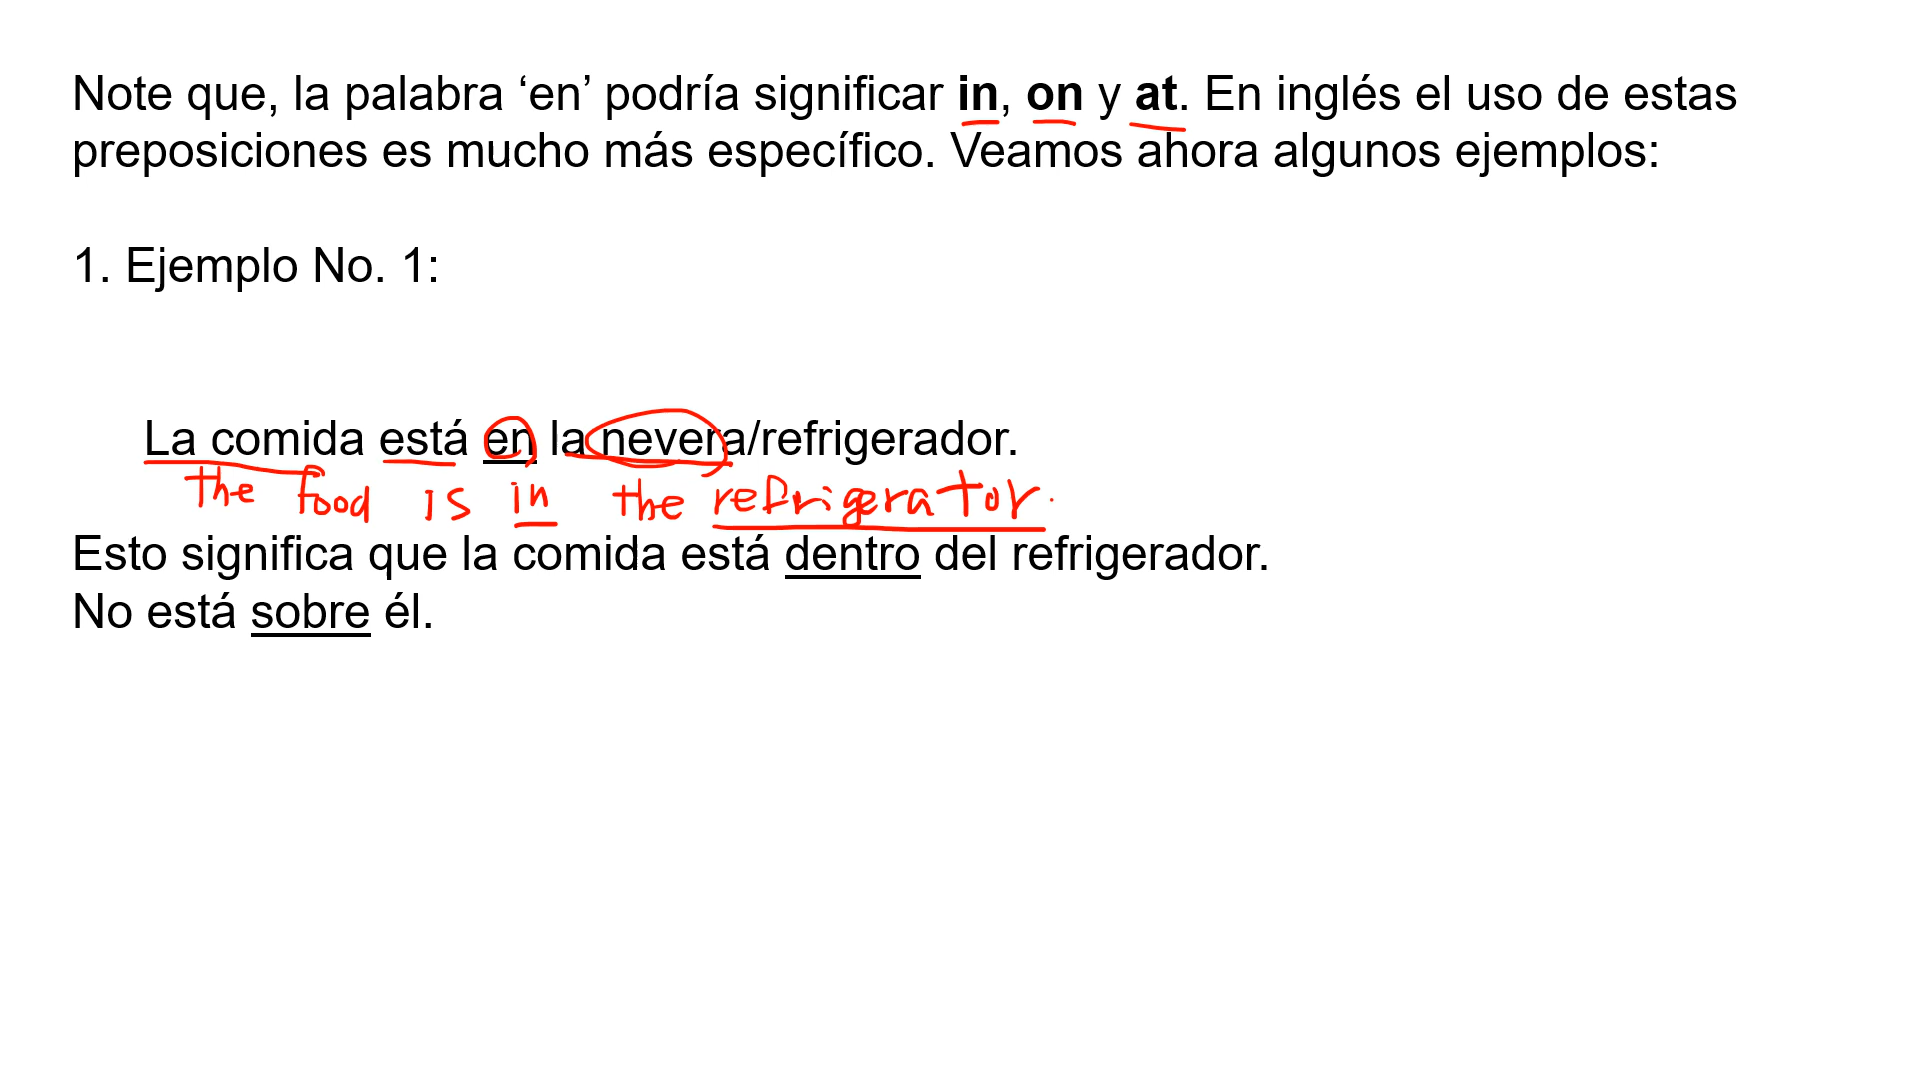 Note que, la palabra ‘en’ podría significar in, on y at. En inglés el uso de estas
preposiciones es mucho más específico. Veamos ahora algunos ejemplos:
1. Ejemplo No. 1:
La comida está en la nevera/refrigerador.
the food is in the refrigerator.
Esto significa que la comida está dentro del refrigerador.
No está sobre él.